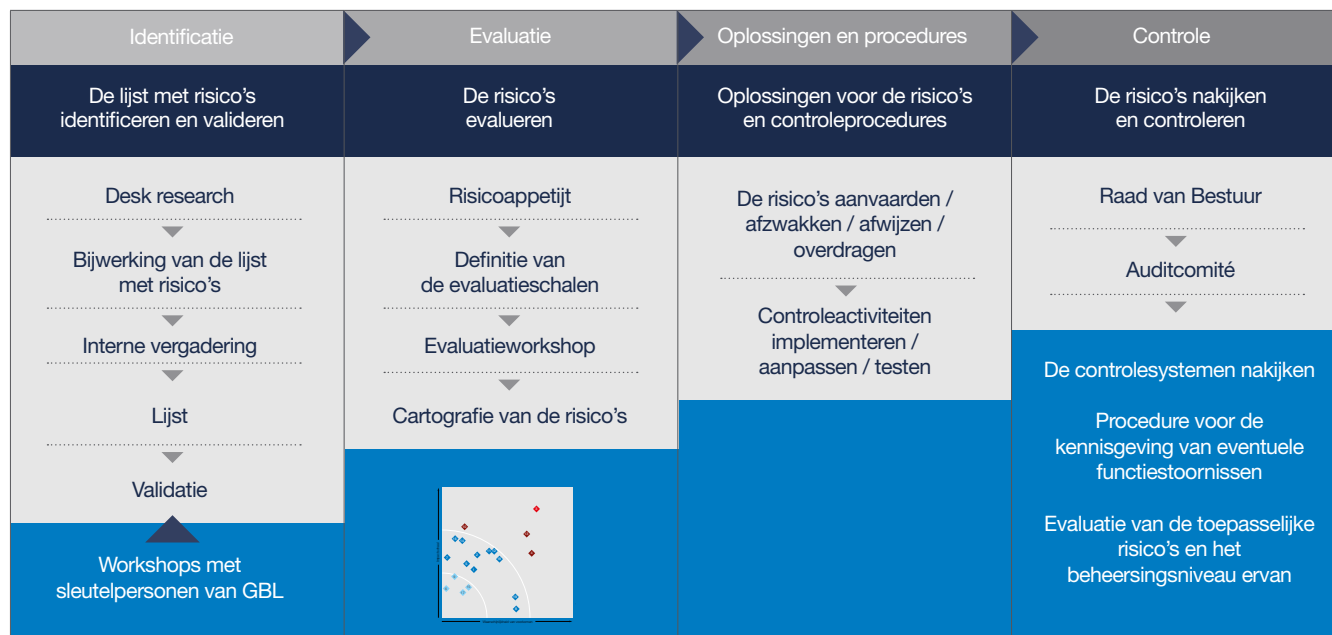 Identificatie
Evaluatie
Oplossingen en procedures
Controle
De lijst met risico's
identificeren en valideren
De risico's
evalueren
Oplossingen voor de risico's
en controleprocedures
De risico's nakijken
en controleren
Desk research
Bijwerking van de lijst
met risico's
Interne vergadering
Lijst
Validatie
Workshops met
sleutelpersonen van GBL
Risicoappetijt
Definitie van
de evaluatieschalen
Evaluatieworkshop
Cartografie van de risico's
De risico's aanvaarden /
afzwakken / afwijzen /
overdragen
Controleactiviteiten
implementeren /
aanpassen / testen
Raad van Bestuur
Auditcomité
De controlesystemen nakijken
Procedure voor de
kennisgeving van eventuele
functiestoornissen
Evaluatie van de toepasselijke
risico's en het
beheersingsniveau ervan